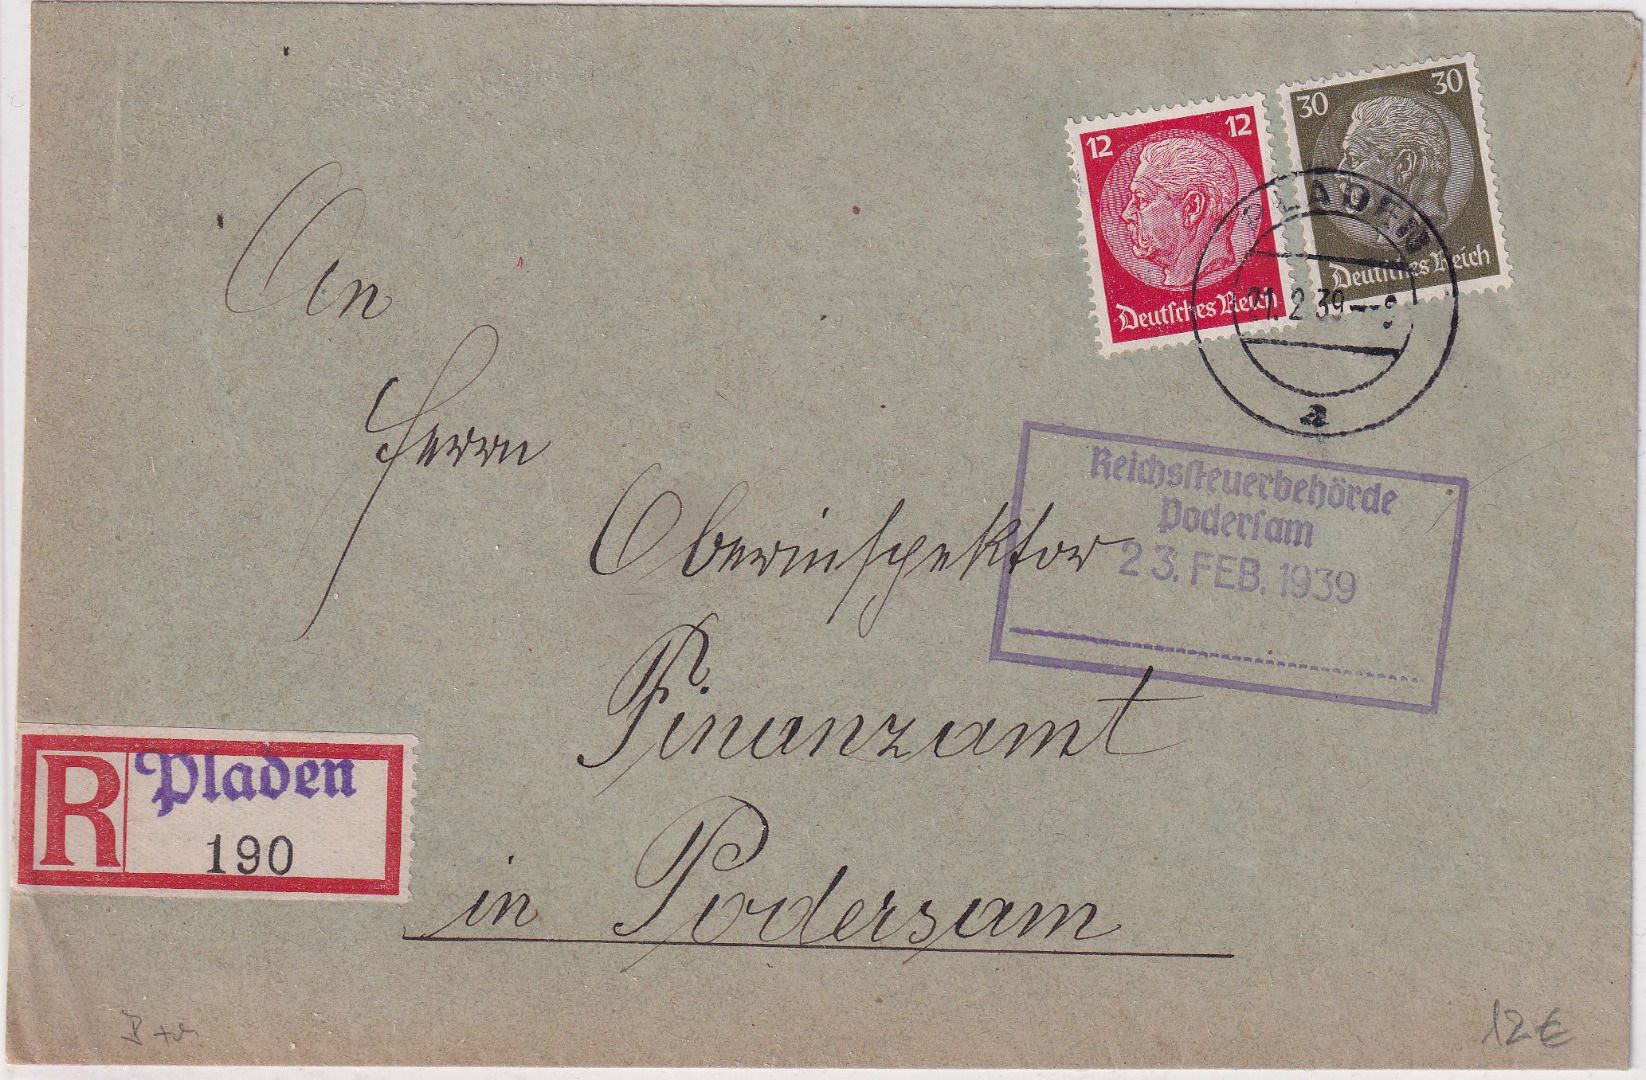 12 12
Deutsches Reich
30 30
Deutsches Reich
PLADEN
21.2.39
a
An
Herrn
Oberinspektor
Finanzamt
in Podersam
Reichssteuerbehörde
Podersam
23. FEB. 1939
R Pladen
190
12€